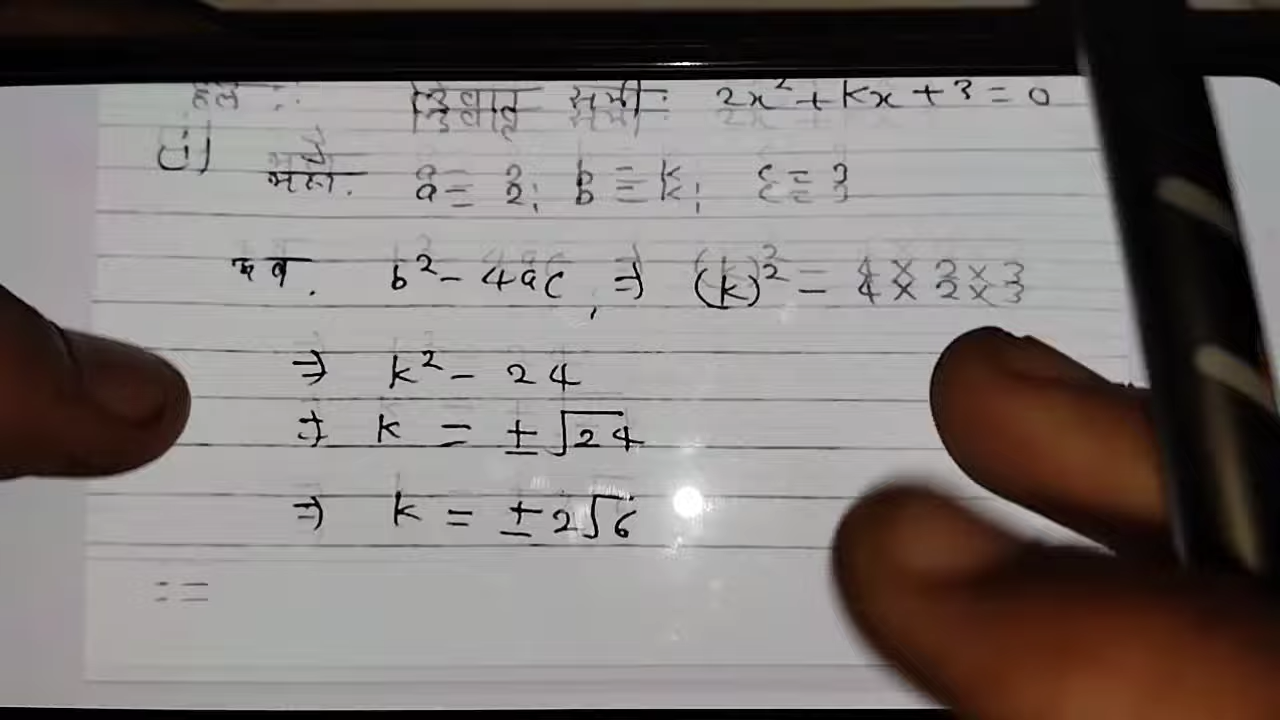 हल :- द्विघात समी: 2x² + kx + 3 = 0
(i)
a = 2; b = k; c = 3
b² - 4ac, ⇒ (k)² = 4 × 2 × 3
⇒ k² - 24
⇒ k = ± √24
⇒ k = ± 2√6
:=